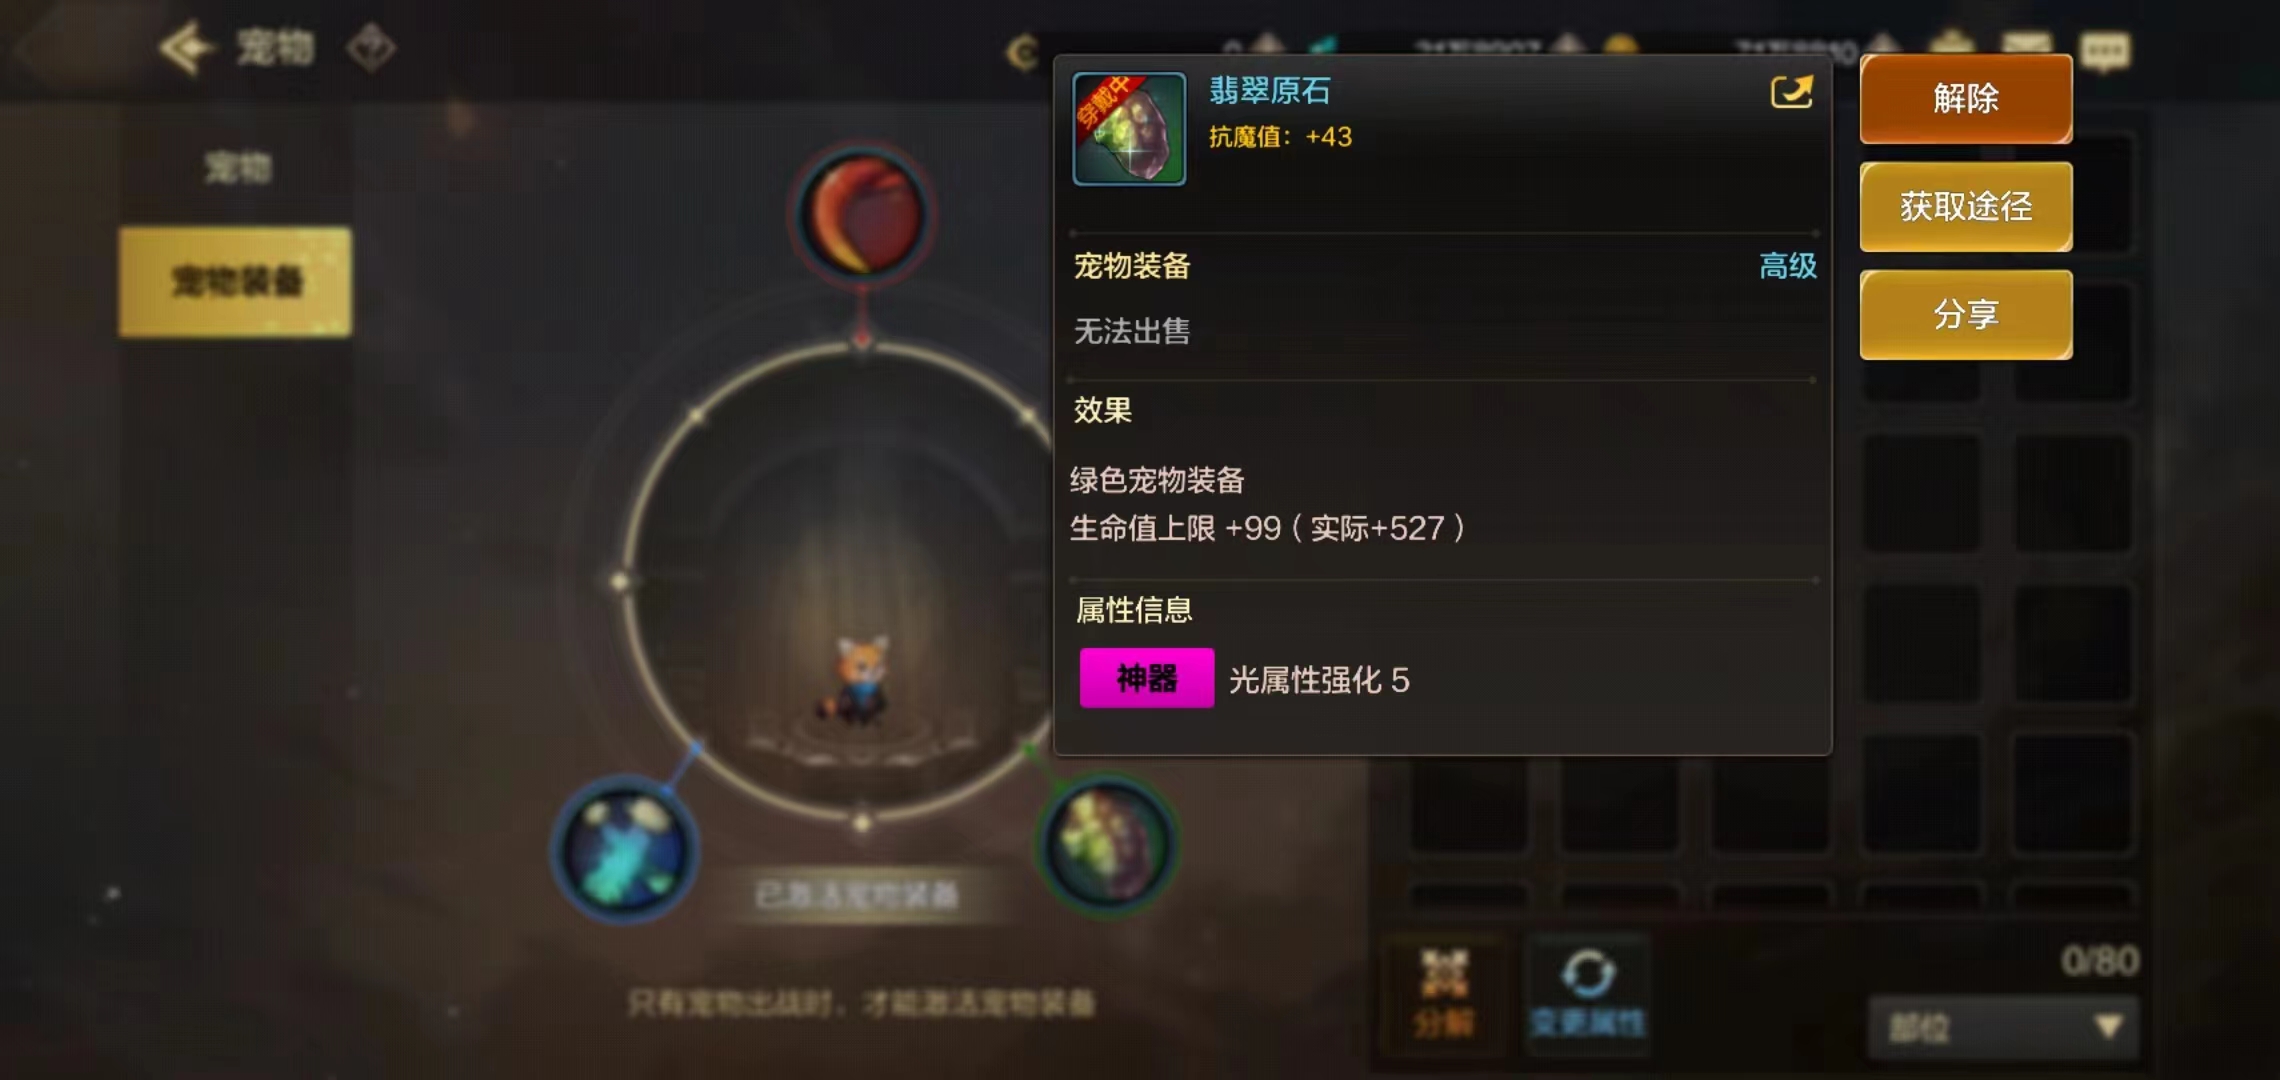 宠物
宠物
宠物装备
穿戴中
翡翠原石
抗魔值：+43
宠物装备
高级
无法出售
效果
绿色宠物装备
生命值上限 +99（实际+527）
属性信息
神器 光属性强化 5
解除
获取途径
分享
已激活宠物装备
只有宠物出战时，才能激活宠物装备
分解
变更属性
0/80
部位